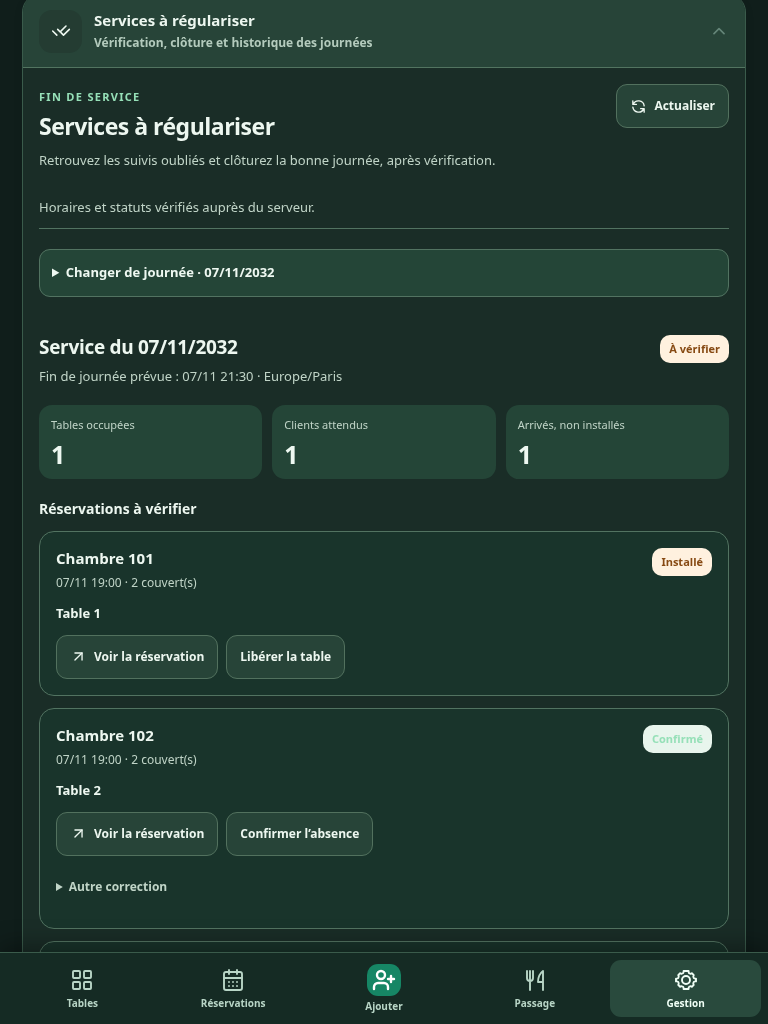 Services à régulariser
Vérification, clôture et historique des journées
FIN DE SERVICE
Services à régulariser
Actualiser
Retrouvez les suivis oubliés et clôturez la bonne journée, après vérification.
Horaires et statuts vérifiés auprès du serveur.
Changer de journée · 07/11/2032
Service du 07/11/2032
À vérifier
Fin de journée prévue : 07/11 21:30 · Europe/Paris
Tables occupées
1
Clients attendus
1
Arrivés, non installés
1
Réservations à vérifier
Chambre 101
Installé
07/11 19:00 · 2 couvert(s)
Table 1
Voir la réservation
Libérer la table
Chambre 102
Confirmé
07/11 19:00 · 2 couvert(s)
Table 2
Voir la réservation
Confirmer l’absence
Autre correction
Tables
Réservations
Ajouter
Passage
Gestion